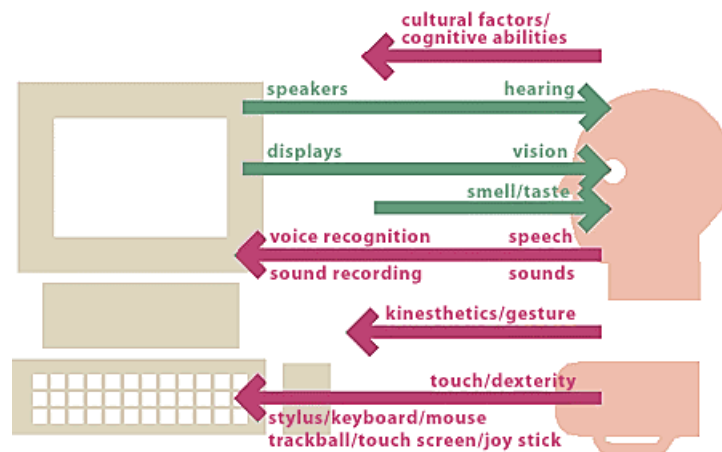 cultural factors/
cognitive abilities
speakers hearing
displays vision
smell/taste
voice recognition speech
sound recording sounds
kinesthetics/gesture
touch/dexterity
stylus/keyboard/mouse
trackball/touch screen/joy stick